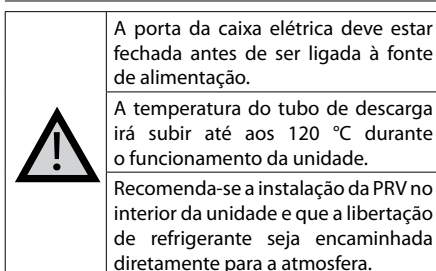 A porta da caixa elétrica deve estar
fechada antes de ser ligada à fonte
de alimentação.
A temperatura do tubo de descarga
irá subir até aos 120 °C durante
o funcionamento da unidade.
Recomenda-se a instalação da PRV no
interior da unidade e que a libertação
de refrigerante seja encaminhada
diretamente para a atmosfera.